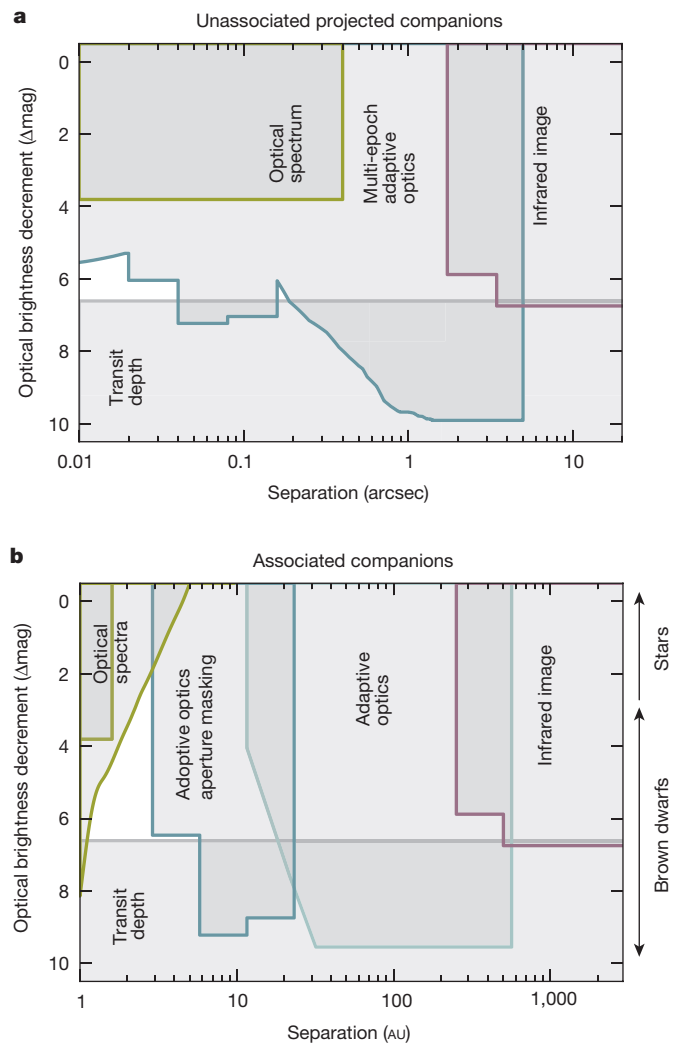 a
Unassociated projected companions
Optical brightness decrement (Δmag)
0
2
4
6
8
10
Optical
spectrum
Multi-epoch
adaptive
optics
Infrared image
Transit
depth
0.01
0.1
1
10
Separation (arcsec)
b
Associated companions
Optical brightness decrement (Δmag)
0
2
4
6
8
10
Optical
spectra
Adoptive optics
aperture masking
Adaptive
optics
Infrared image
Transit
depth
Stars
Brown dwarfs
1
10
100
1,000
Separation (AU)